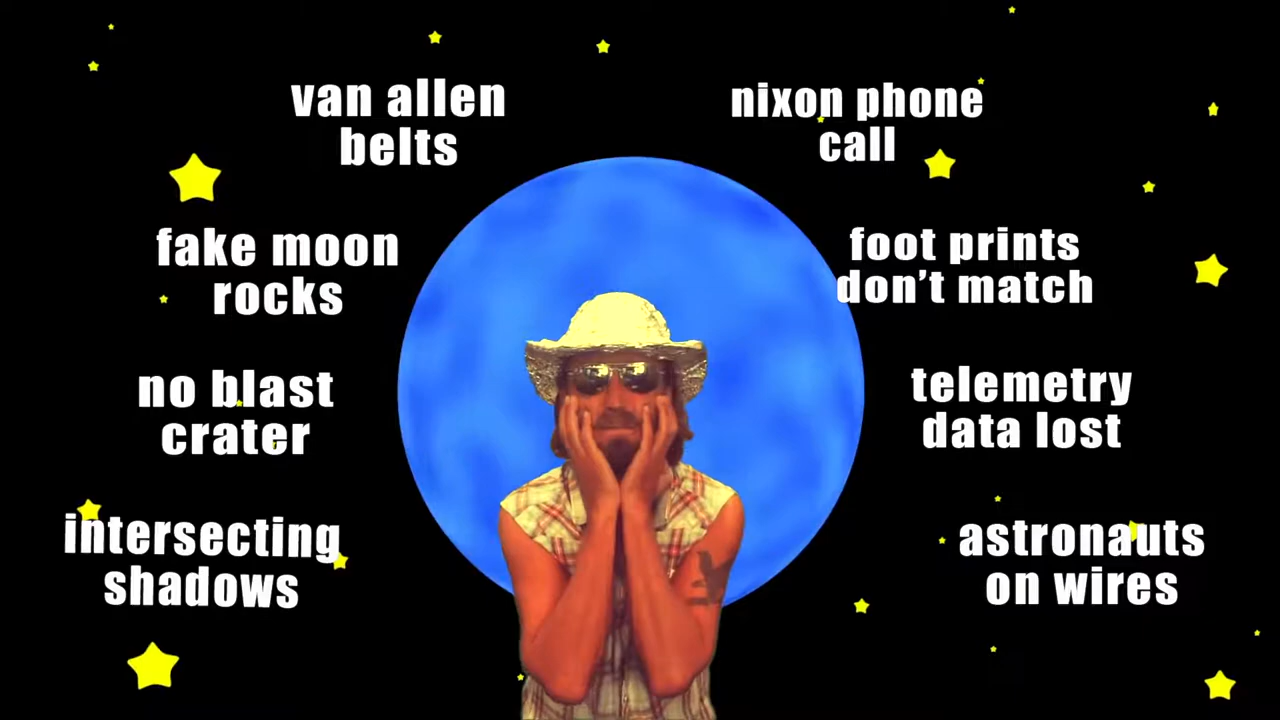 van allen
belts
nixon phone
call
fake moon
rocks
foot prints
don't match
no blast
crater
telemetry
data lost
intersecting
shadows
astronauts
on wires